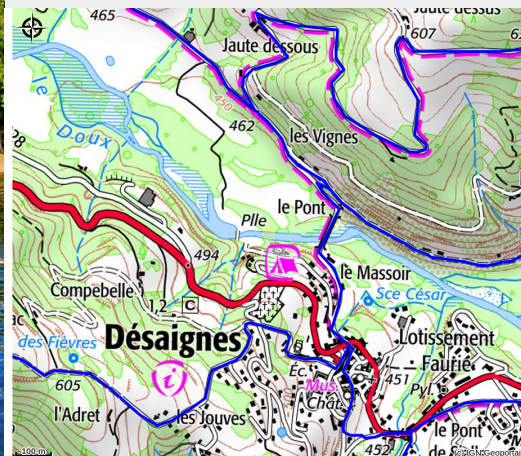 465
Jaute dessus
607
Jaute dessous
450
462
le Doux
les Vignes
le Pont
Plle
494
le Massoir
Sce César
Compebelle
1,2
C
Désaignes
Lotissement
Faurie
des Fièvres
i
Éc.
605
Mus.
Chât.
451
Pyl.
l'Adret
les Jouves
le Pont
452
100 m